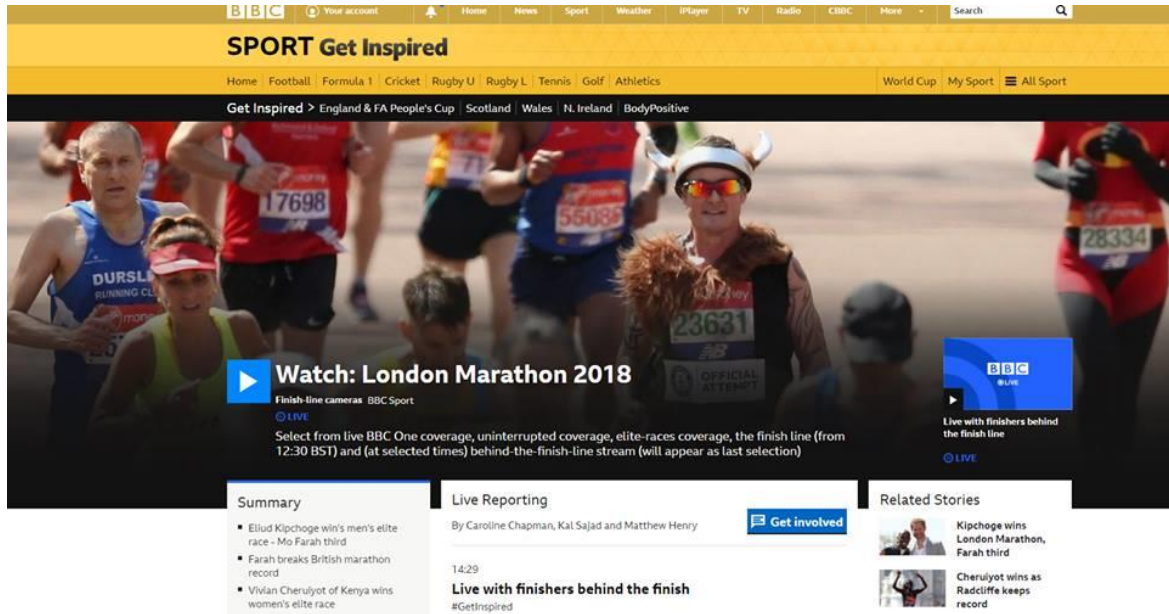 BBC Your account Home News Sport Weather iPlayer TV Radio CBBC More Search
SPORT Get Inspired
Home Football Formula 1 Cricket Rugby U Rugby L Tennis Golf Athletics World Cup My Sport All Sport
Get Inspired > England & FA People's Cup Scotland Wales N. Ireland BodyPositive
17698
71
55085
28334
DURSL
RUNNING CL
23631
OFFICIAL
ATTEMPT
Watch: London Marathon 2018
Finish-line cameras BBC Sport
LIVE
Select from live BBC One coverage, uninterrupted coverage, elite-races coverage, the finish line (from
12:30 BST) and (at selected times) behind-the-finish-line stream (will appear as last selection)
BBC
LIVE
Live with finishers behind
the finish line
LIVE
Summary
Eliud Kipchoge win's men's elite
race - Mo Farah third
Farah breaks British marathon
record
Vivian Cheruiyot of Kenya wins
women's elite race
Live Reporting
By Caroline Chapman, Kal Sajad and Matthew Henry
Get involved
14:29
Live with finishers behind the finish
#GetInspired
Related Stories
Kipchoge wins
London Marathon,
Farah third
Cheruiyot wins as
Radcliffe keeps
record